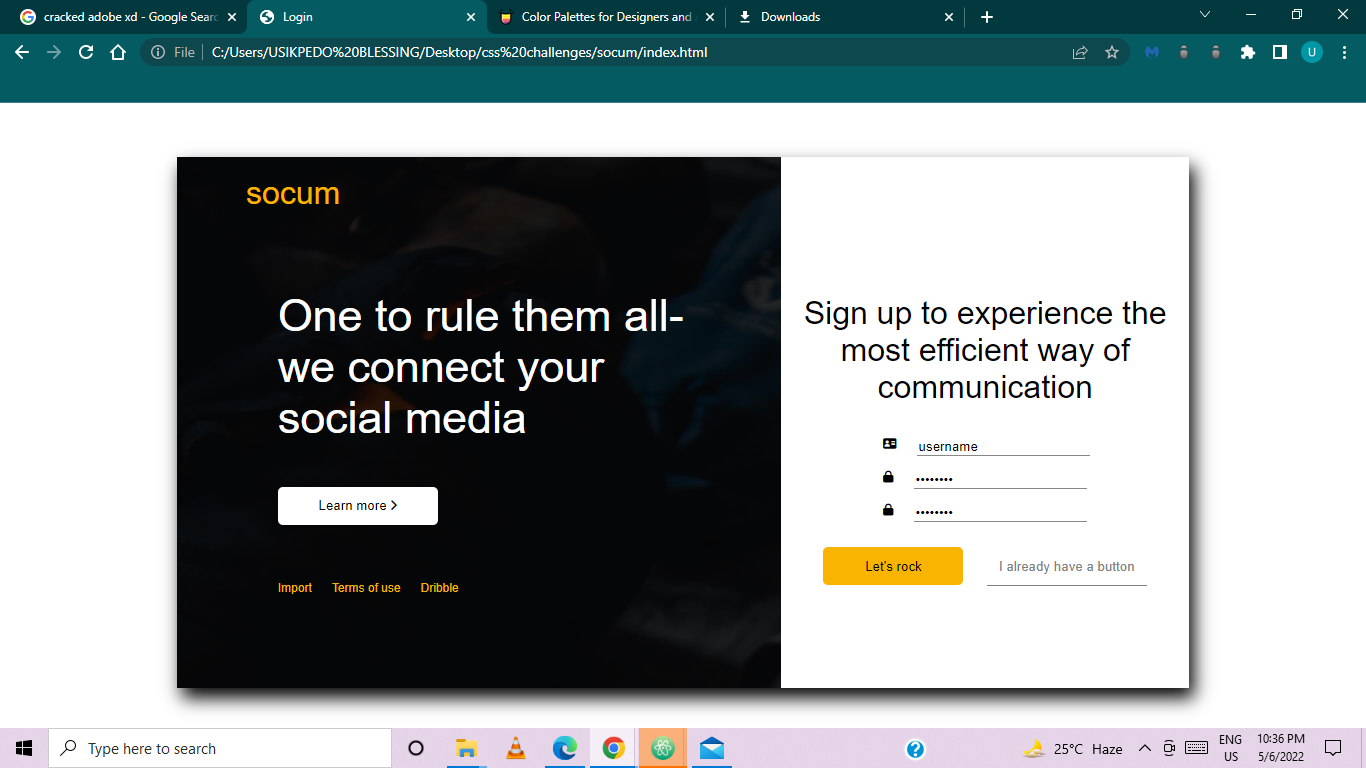 cracked adobe xd - Google Sear
Login
Color Palettes for Designers and
Downloads
File
C:/Users/USIKPEDO%20BLESSING/Desktop/css%20challenges/socum/index.html
U
socum
One to rule them all-
we connect your
social media
Learn more
Import
Terms of use
Dribble
Sign up to experience the
most efficient way of
communication
username
••••••••
••••••••
Let's rock
I already have a button
Type here to search
25°C Haze
ENG
US
10:36 PM
5/6/2022